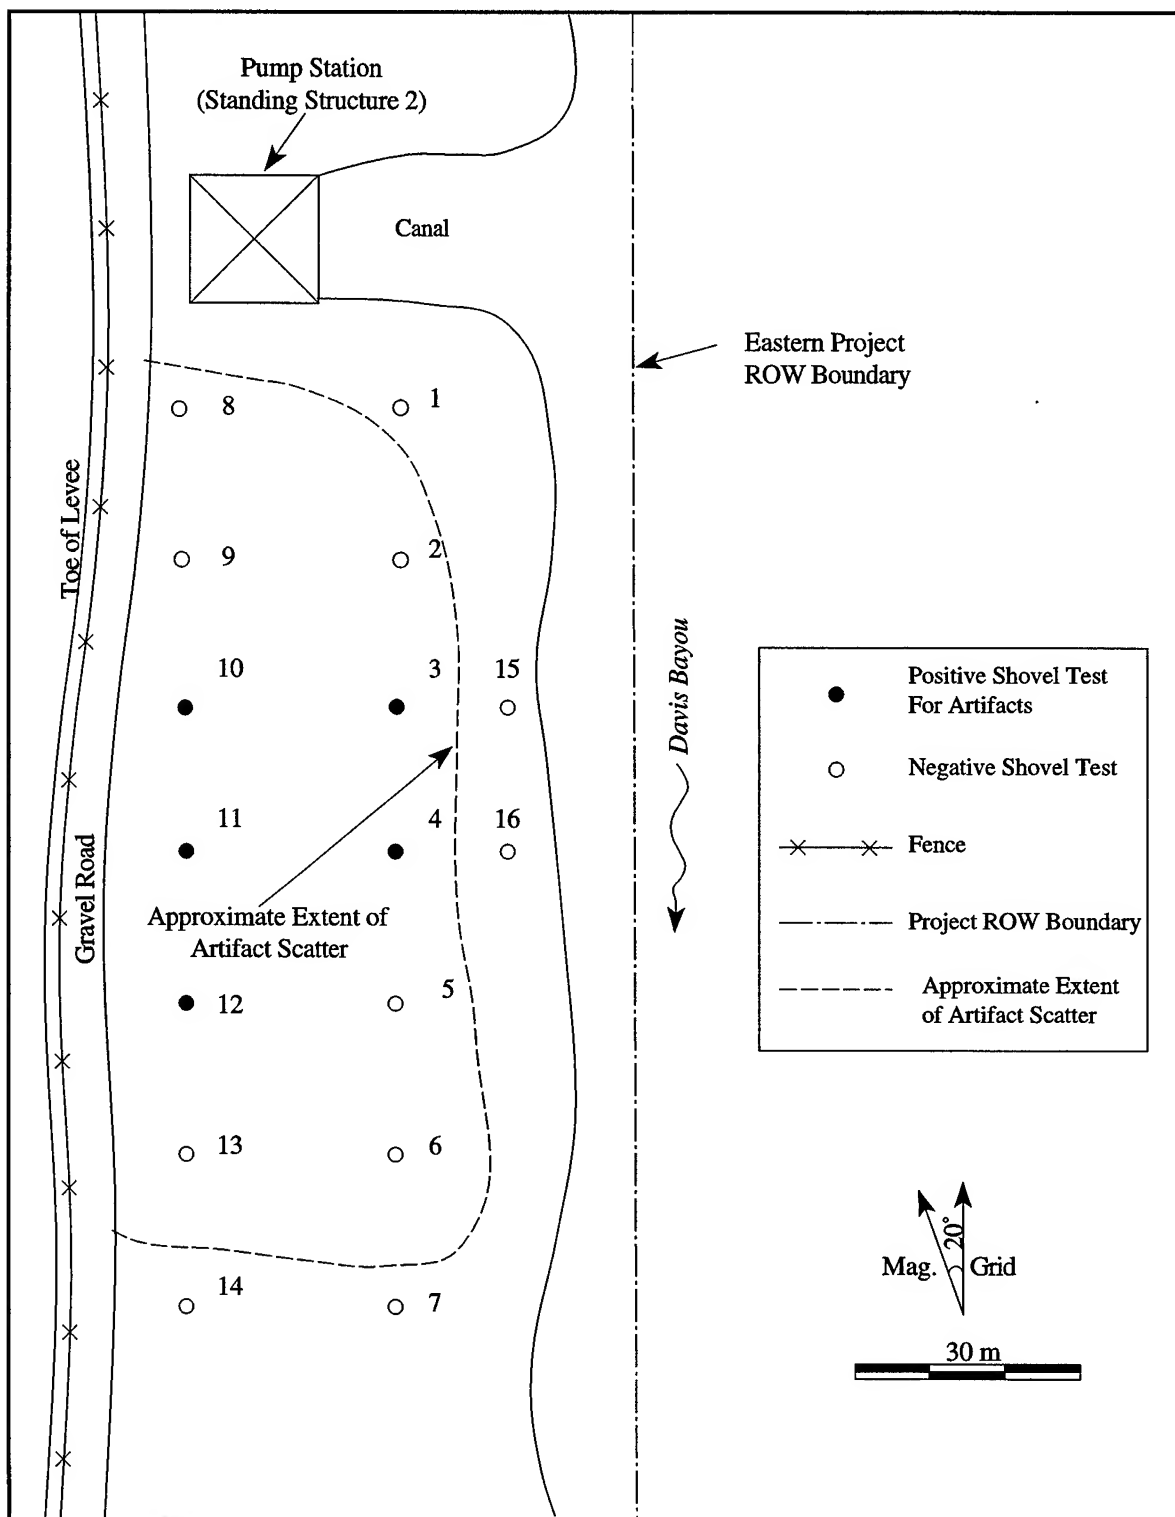 Pump Station
(Standing Structure 2)
Canal
Eastern Project
ROW Boundary
8
1
Toe of Levee
9
2
10
3
15
Davis Bayou
11
4
16
Gravel Road
Approximate Extent of
Artifact Scatter
12
5
13
6
14
7
Positive Shovel Test
For Artifacts
Negative Shovel Test
Fence
Project ROW Boundary
Approximate Extent
of Artifact Scatter
20°
Mag.
Grid
30 m